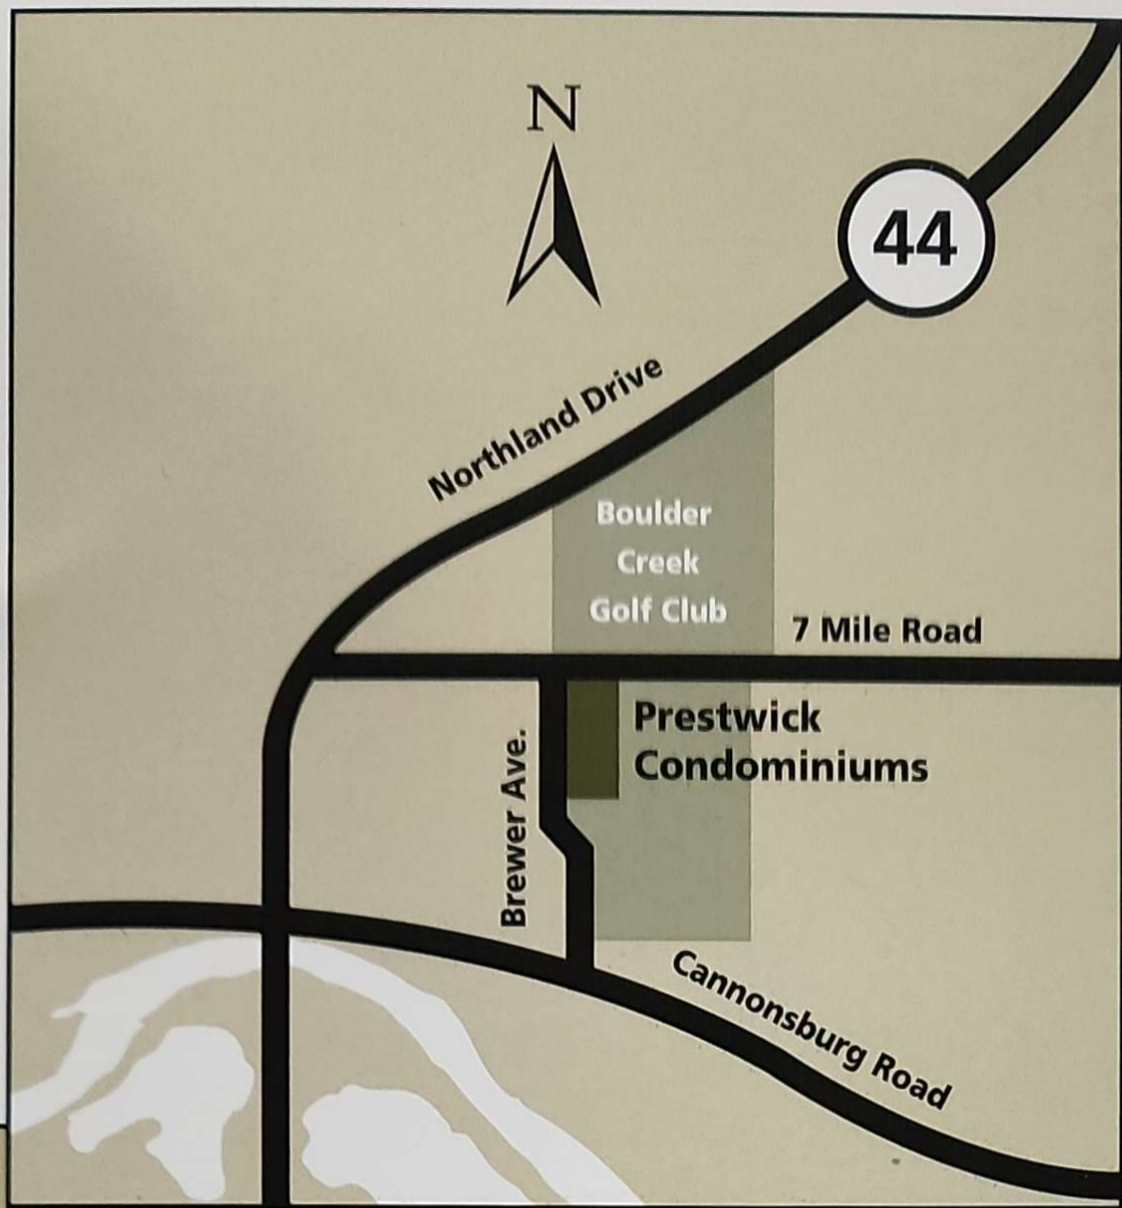 N
44
Northland Drive
Boulder
Creek
Golf Club
7 Mile Road
Prestwick
Condominiums
Brewer Ave.
Cannonsburg Road